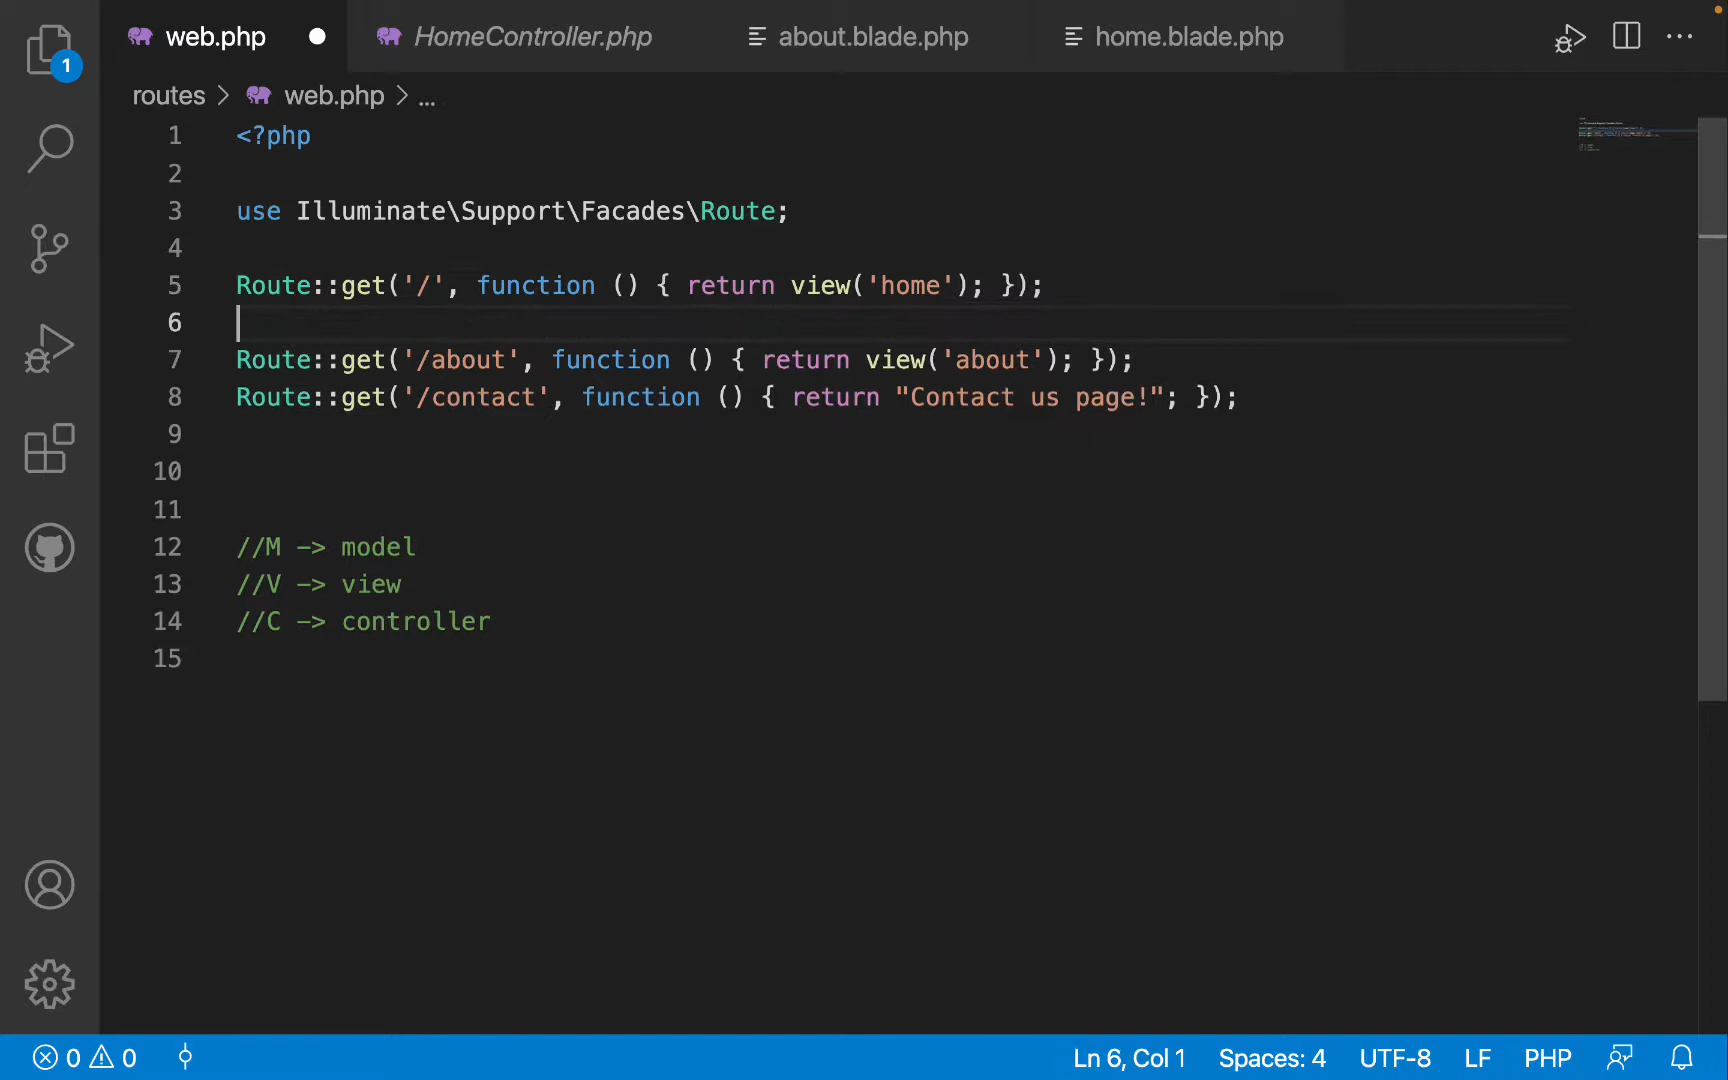 web.php HomeController.php about.blade.php home.blade.php
1
routes > web.php > ...
1 <?php
2
3 use Illuminate\Support\Facades\Route;
4
5 Route::get('/', function () { return view('home'); });
6
7 Route::get('/about', function () { return view('about'); });
8 Route::get('/contact', function () { return "Contact us page!"; });
9
10
11
12 //M -> model
13 //V -> view
14 //C -> controller
15
0 0 Ln 6, Col 1 Spaces: 4 UTF-8 LF PHP